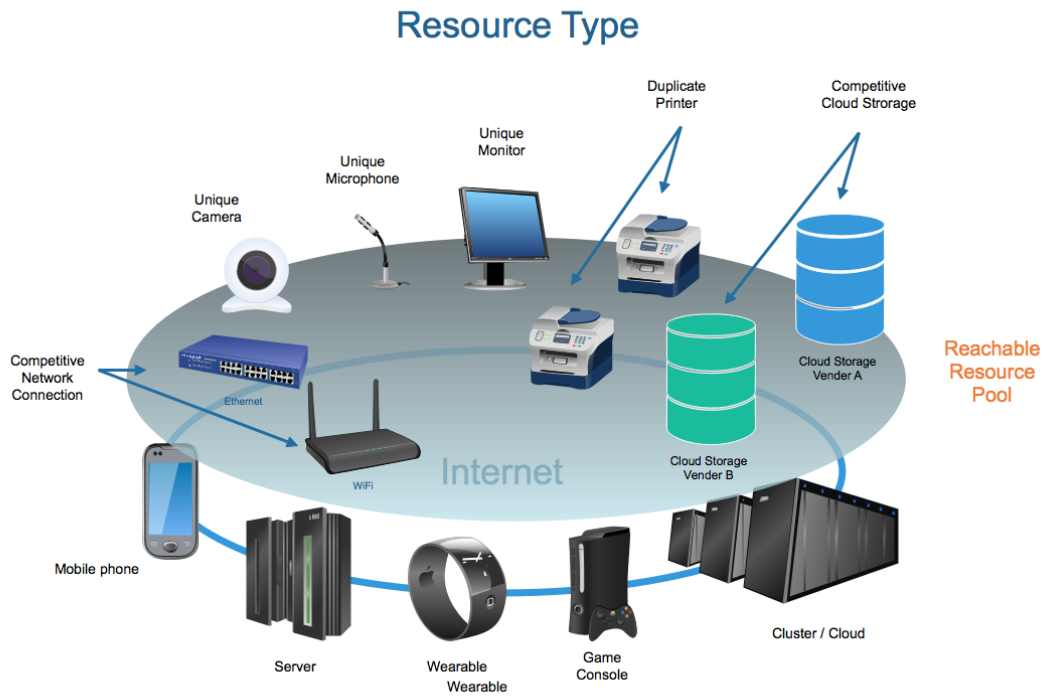 Resource Type
Duplicate
Printer
Competitive
Cloud Strorage
Unique
Monitor
Unique
Microphone
Unique
Camera
Competitive
Network
Connection
Ethernet
WiFi
Internet
Cloud Storage
Vender A
Cloud Storage
Vender B
Reachable
Resource
Pool
Mobile phone
Server
Wearable
Wearable
Game
Console
Cluster / Cloud